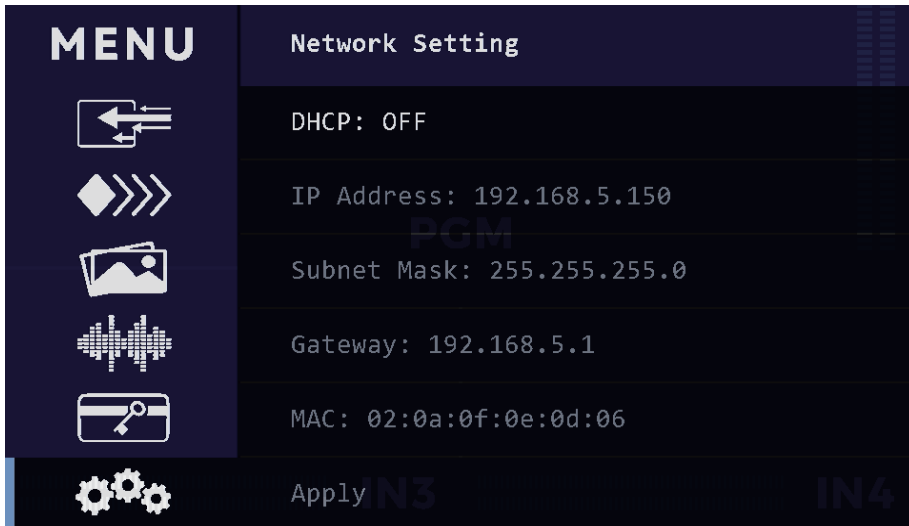 MENU
Network Setting
DHCP: OFF
IP Address: 192.168.5.150
PGM
Subnet Mask: 255.255.255.0
Gateway: 192.168.5.1
MAC: 02:0a:0f:0e:0d:06
Apply
IN3
IN4